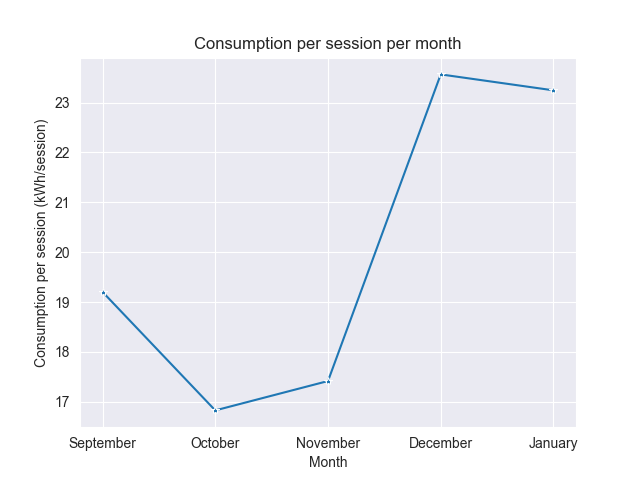 Consumption per session per month
Consumption per session (kWh/session)
23
22
21
20
19
18
17
September October November December January
Month